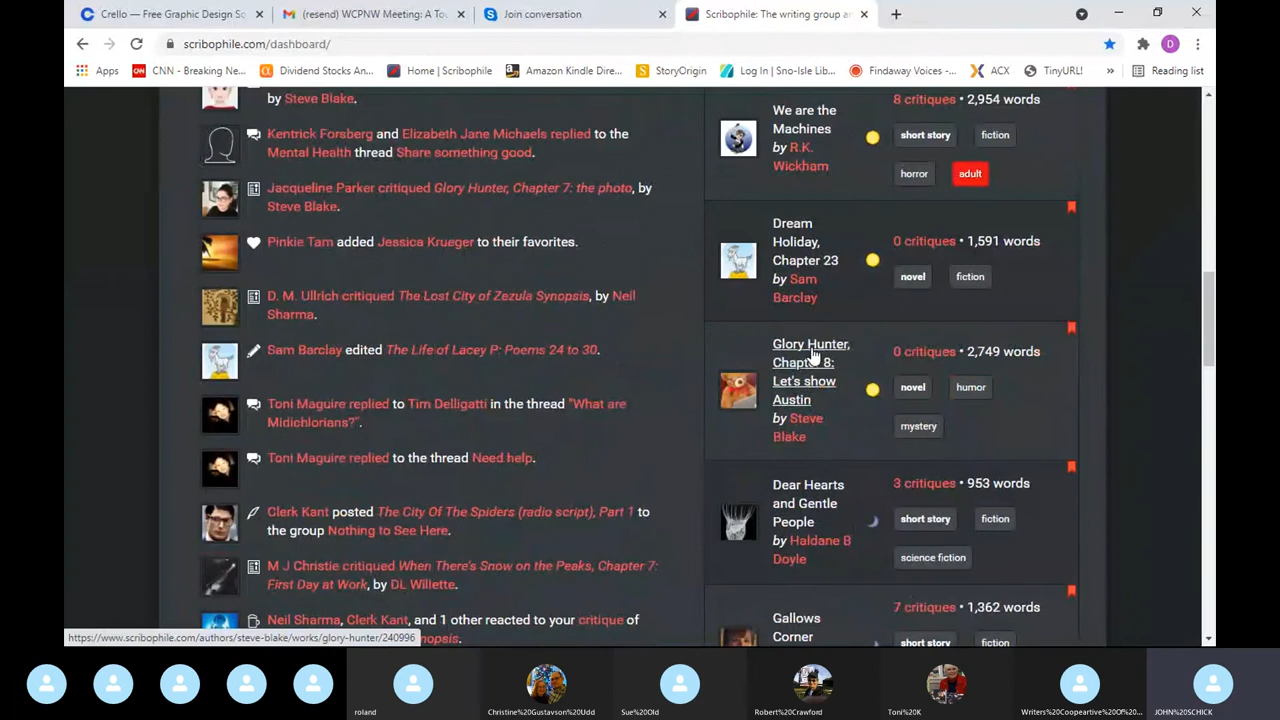 Crello — Free Graphic Design So
(resend) WCPNW Meeting: A To
Join conversation
Scribophile: The writing group ar
scribophile.com/dashboard/
D
Apps
CNN - Breaking Ne...
Dividend Stocks An...
Home | Scribophile
Amazon Kindle Dire...
StoryOrigin
Log In | Sno-Isle Lib...
Findaway Voices -...
ACX
TinyURL!
»
Reading list
by Steve Blake.
Kentrick Forsberg and Elizabeth Jane Michaels replied to the
Mental Health thread Share something good.
Jacqueline Parker critiqued Glory Hunter, Chapter 7: the photo, by
Steve Blake.
Pinkie Tam added Jessica Krueger to their favorites.
D. M. Ullrich critiqued The Lost City of Zezula Synopsis, by Neil
Sharma.
Sam Barclay edited The Life of Lacey P: Poems 24 to 30.
Toni Maguire replied to Tim Delligatti in the thread "What are
Midichlorians?".
Toni Maguire replied to the thread Need help.
Clerk Kant posted The City Of The Spiders (radio script), Part 1 to
the group Nothing to See Here.
M J Christie critiqued When There's Snow on the Peaks, Chapter 7:
First Day at Work, by DL Willette.
Neil Sharma, Clerk Kant, and 1 other reacted to your critique of
nopsis.
We are the
Machines
by R.K.
Wickham
8 critiques • 2,954 words
short story
fiction
horror
adult
Dream
Holiday,
Chapter 23
by Sam
Barclay
0 critiques • 1,591 words
novel
fiction
Glory Hunter,
Chapter 8:
Let's show
Austin
by Steve
Blake
0 critiques • 2,749 words
novel
humor
mystery
Dear Hearts
and Gentle
People
by Haldane B
Doyle
3 critiques • 953 words
short story
fiction
science fiction
Gallows
Corner
7 critiques • 1,362 words
short story
fiction
https://www.scribophile.com/authors/steve-blake/works/glory-hunter/240996
roland
Christine%20Gustavson%20Udd
Sue%20Old
Robert%20Crawford
Toni%20K
Writers%20Coopeartive%20Of%20...
JOHN%20SCHICK